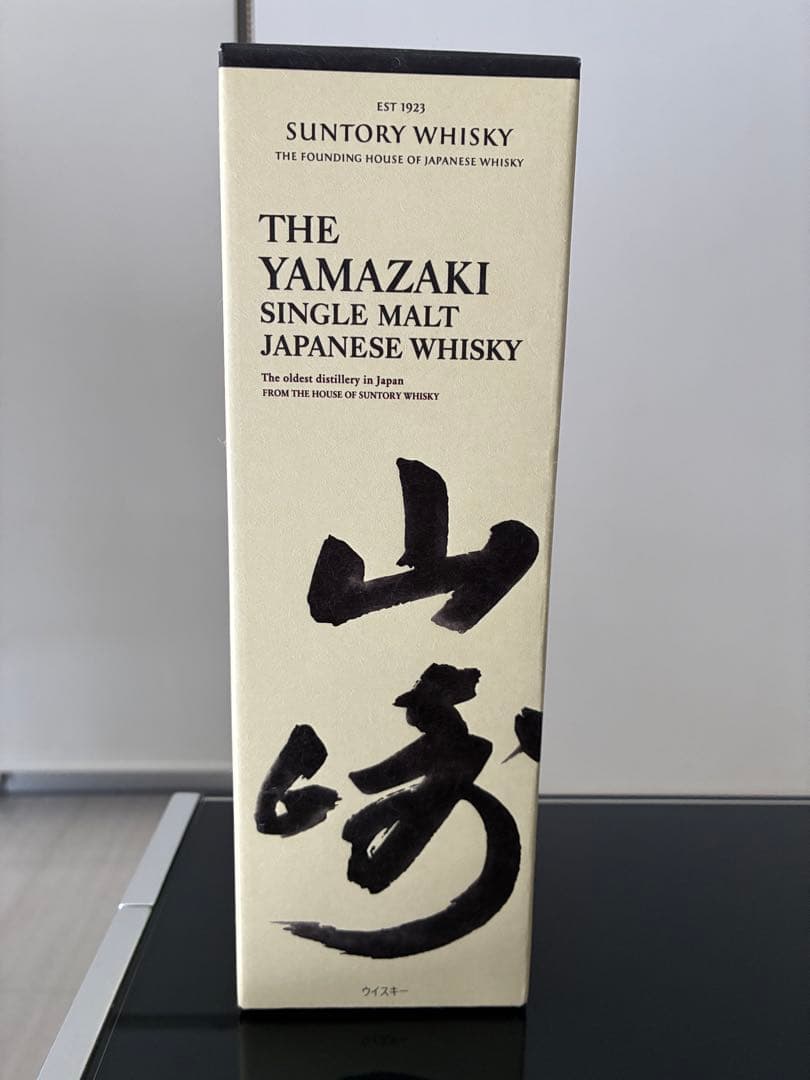 EST 1923
SUNTORY WHISKY
THE FOUNDING HOUSE OF JAPANESE WHISKY
THE
YAMAZAKI
SINGLE MALT
JAPANESE WHISKY
The oldest distillery in Japan
FROM THE HOUSE OF SUNTORY WHISKY
山
崎
ウイスキー